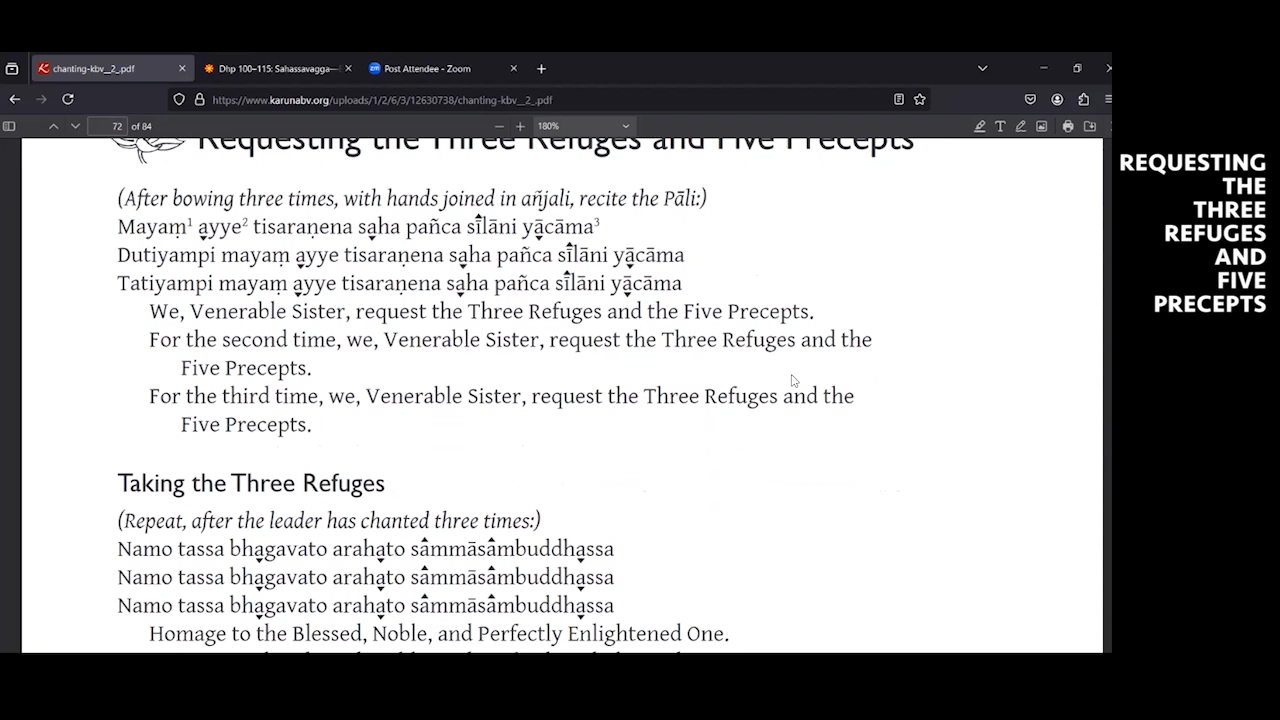 chanting-kbv__2_.pdf
Dhp 100–115: Sahassavagga—
Post Attendee - Zoom
https://www.karunabv.org/uploads/1/2/6/3/12630738/chanting-kbv__2_.pdf
72 of 84
180%
Requesting the Three Refuges and Five Precepts
(After bowing three times, with hands joined in añjali, recite the Pāli:)
Mayaṃ¹ ayye² tisaraṇena saha pañca sīlāni yācāma³
Dutiyampi mayaṃ ayye tisaraṇena saha pañca sīlāni yācāma
Tatiyampi mayaṃ ayye tisaraṇena saha pañca sīlāni yācāma
We, Venerable Sister, request the Three Refuges and the Five Precepts.
For the second time, we, Venerable Sister, request the Three Refuges and the
Five Precepts.
For the third time, we, Venerable Sister, request the Three Refuges and the
Five Precepts.
Taking the Three Refuges
(Repeat, after the leader has chanted three times:)
Namo tassa bhagavato arahato sammāsambuddhassa
Namo tassa bhagavato arahato sammāsambuddhassa
Namo tassa bhagavato arahato sammāsambuddhassa
Homage to the Blessed, Noble, and Perfectly Enlightened One.
REQUESTING
THE
THREE
REFUGES
AND
FIVE
PRECEPTS